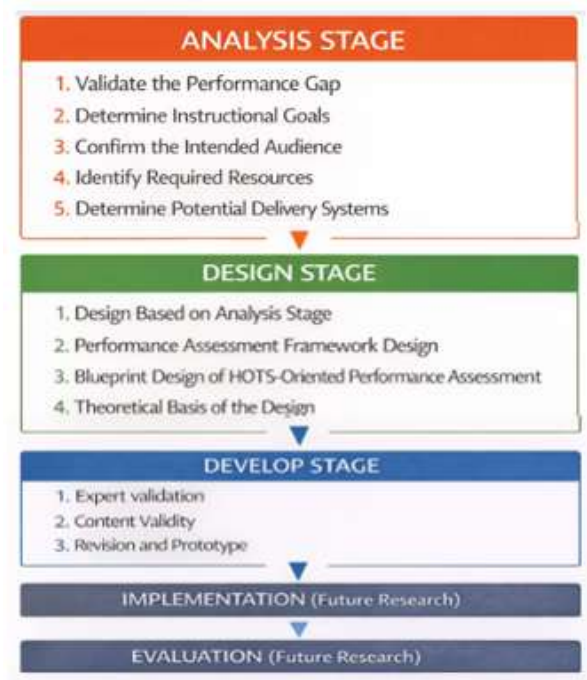 ANALYSIS STAGE
1. Validate the Performance Gap
2. Determine Instructional Goals
3. Confirm the Intended Audience
4. Identify Required Resources
5. Determine Potential Delivery Systems
DESIGN STAGE
1. Design Based on Analysis Stage
2. Performance Assessment Framework Design
3. Blueprint Design of HOTS-Oriented Performance Assessment
4. Theoretical Basis of the Design
DEVELOP STAGE
1. Expert validation
2. Content Validity
3. Revision and Prototype
IMPLEMENTATION (Future Research)
EVALUATION (Future Research)